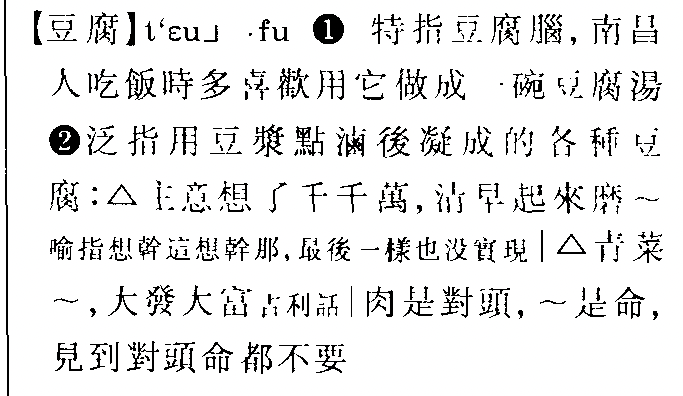 【豆腐】tʻɛu˩ ·fu ❶ 特指豆腐腦,南昌
人吃飯時多喜歡用它做成一碗豆腐湯
❷泛指用豆漿點滷後凝成的各種豆
腐:△主意想了千千萬,清早起來磨～
喻指想幹這想幹那,最後一樣也没實現|△青菜
～,大發大富吉利話|肉是對頭,～是命,
見到對頭命都不要